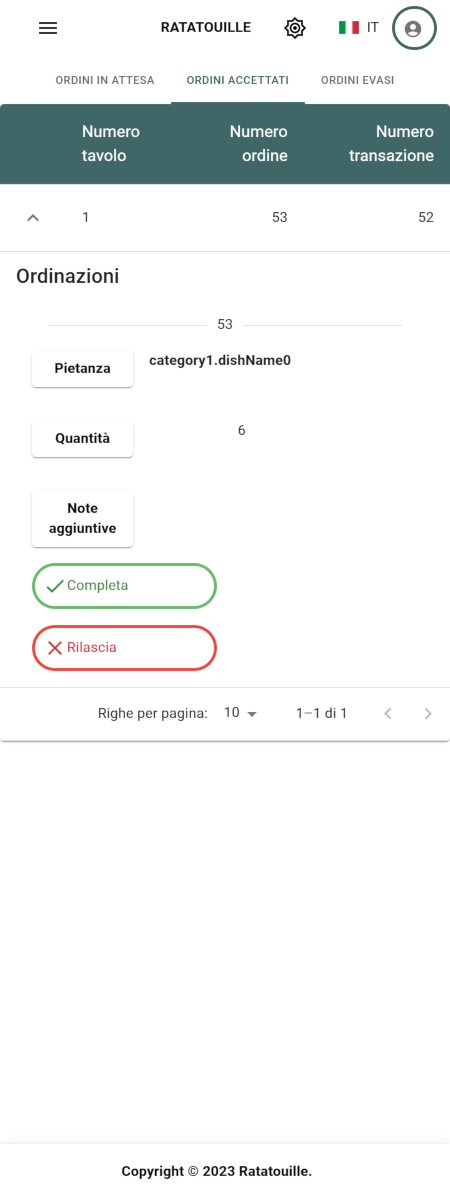 RATATOUILLE
IT
ORDINI IN ATTESA
ORDINI ACCETTATI
ORDINI EVASI
Numero tavolo
Numero ordine
Numero transazione
1
53
52
Ordinazioni
53
Pietanza
category1.dishName0
Quantità
6
Note
aggiuntive
Completa
Rilascia
Righe per pagina:
10
1–1 di 1
Copyright © 2023 Ratatouille.